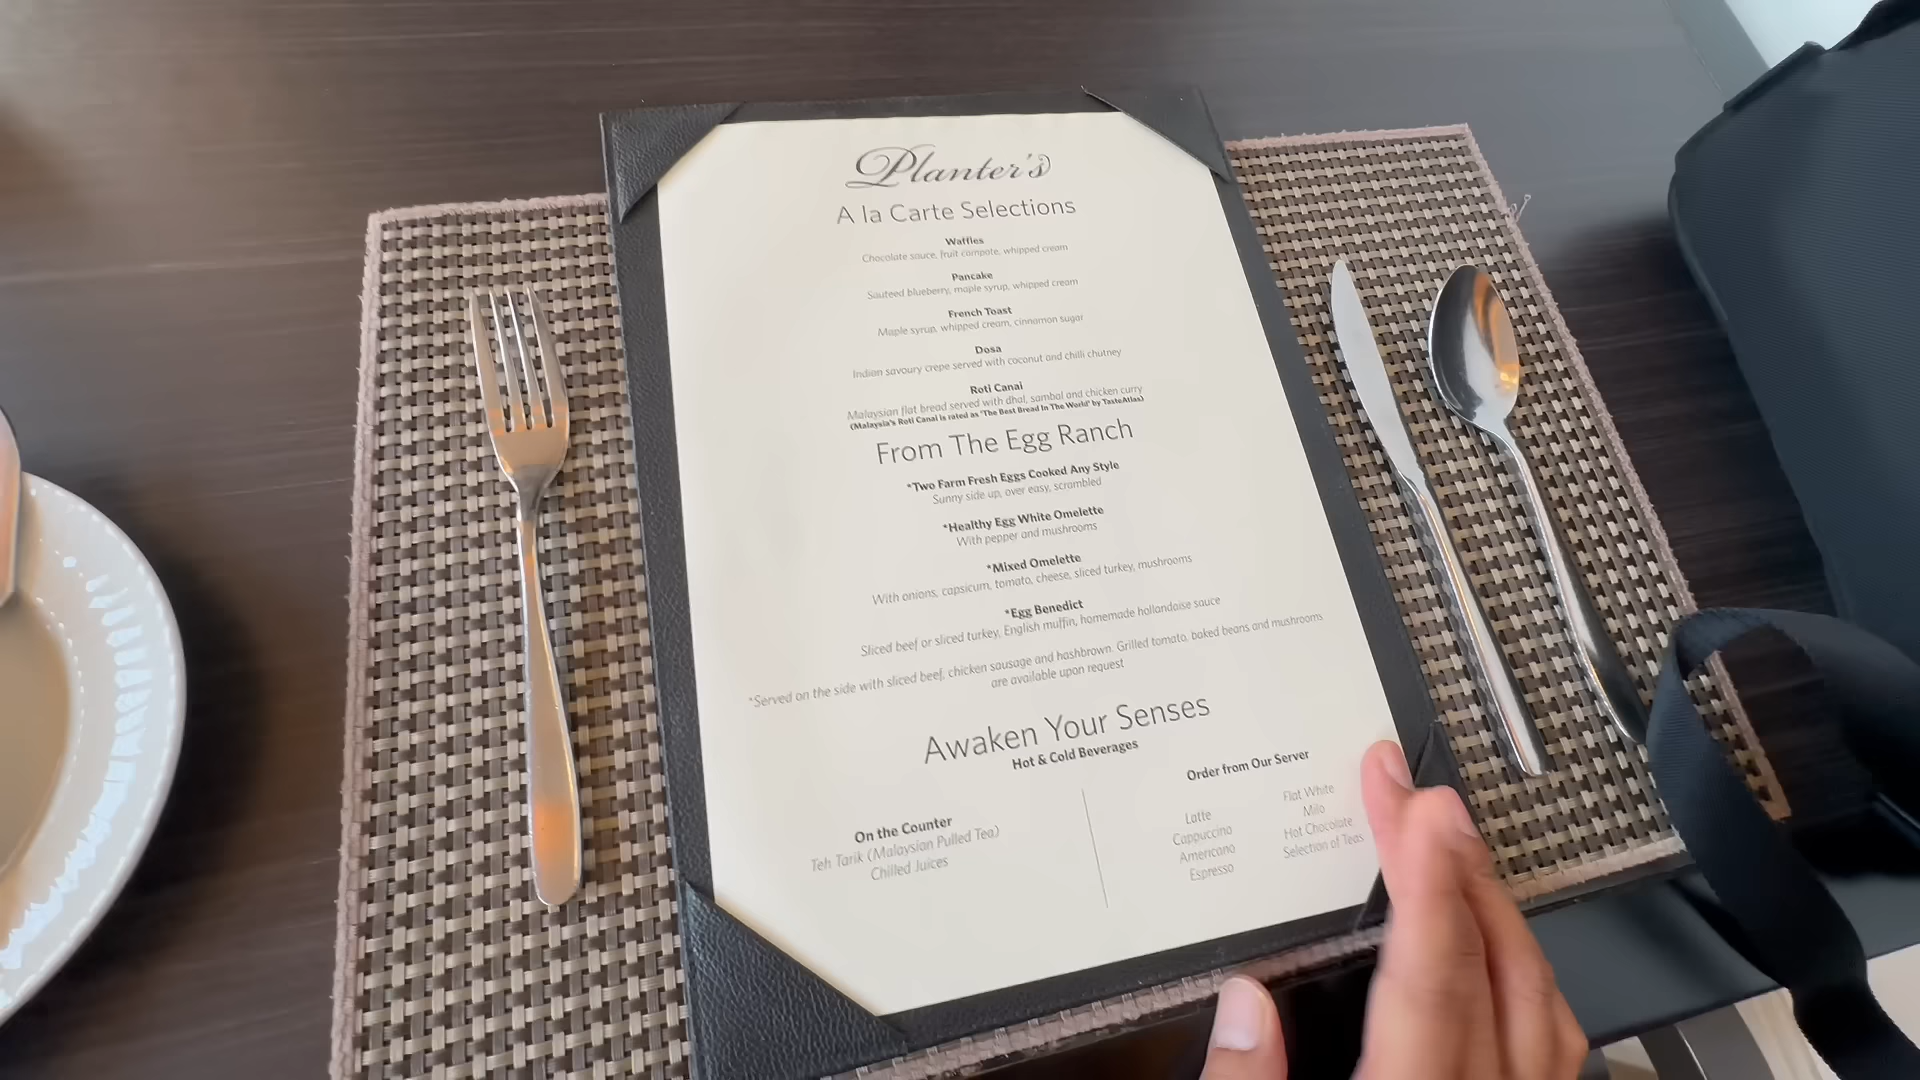 Planter's
A la Carte Selections
Waffles
Chocolate sauce, fruit compote, whipped cream
Pancake
Sauteed blueberry, maple syrup, whipped cream
French Toast
Maple syrup, whipped cream, cinnamon sugar
Dosa
Indian savoury crepe served with coconut and chilli chutney
Roti Canai
Malaysian flat bread served with dhal, sambal and chicken curry
(Malaysia's Roti Canai is rated as 'The Best Bread In The World' by TasteAtlas)
From The Egg Ranch
*Two Farm Fresh Eggs Cooked Any Style
Sunny side up, over easy, scrambled
*Healthy Egg White Omelette
With pepper and mushrooms
*Mixed Omelette
With onions, capsicum, tomato, cheese, sliced turkey, mushrooms
*Egg Benedict
Sliced beef or sliced turkey, English muffin, homemade hollandaise sauce
*Served on the side with sliced beef, chicken sausage and hashbrown. Grilled tomato, baked beans and mushrooms
are available upon request
Awaken Your Senses
Hot & Cold Beverages
On the Counter
Teh Tarik (Malaysian Pulled Tea)
Chilled Juices
Order from Our Server
Latte
Cappuccino
Americano
Espresso
Flat White
Milo
Hot Chocolate
Selection of Teas